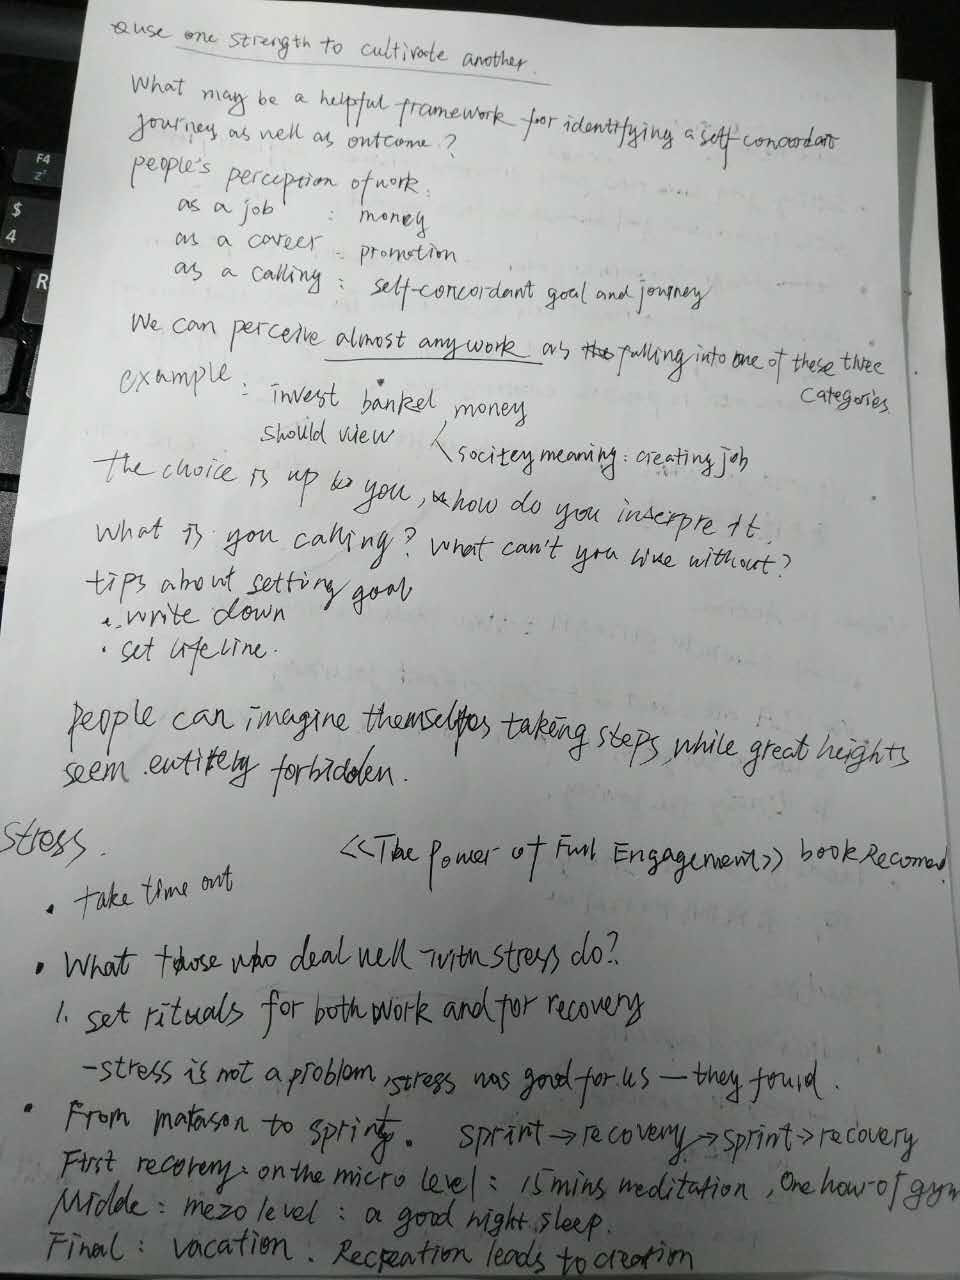 use one strength to cultivate another.
What may be a helpful framework for identifying a self-concordat
journey as well as outcome?
people's perception of work:
as a job : money
as a career : promotion
as a calling : self-concordant goal and journey
We can perceive almost any work as falling into one of these three
categories.
example : invest banker money
should view
socitey meaning : creating job
the choice is up to you, how do you inserpre it.
What is you calling? What can't you live without?
tips about setting goal
. write down
. set lifeline.
people can imagine themselves taking steps, while great heights
seem entirely forbidden.
Stress.
<<The Power of Full Engagement>> book Recomend
. take time out
. What those who deal well with stress do?
1. set rituals for both work and for recovery
-stress is not a problem, stress was good for us — they found.
. From marason to sprint. sprint→recovery→sprint→recovery
First recovery : on the micro level : 15mins meditation, One hour of gym
Middle : mezo level : a good night sleep.
Final : vacation. Recreation leads to creation
F4
$
4
R